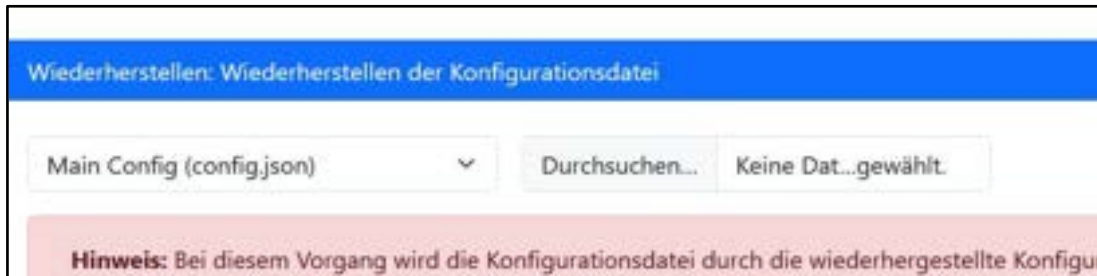 Wiederherstellen: Wiederherstellen der Konfigurationsdatei
Main Config (config.json) Durchsuchen... Keine Dat...gewählt.
Hinweis: Bei diesem Vorgang wird die Konfigurationsdatei durch die wiederhergestellte